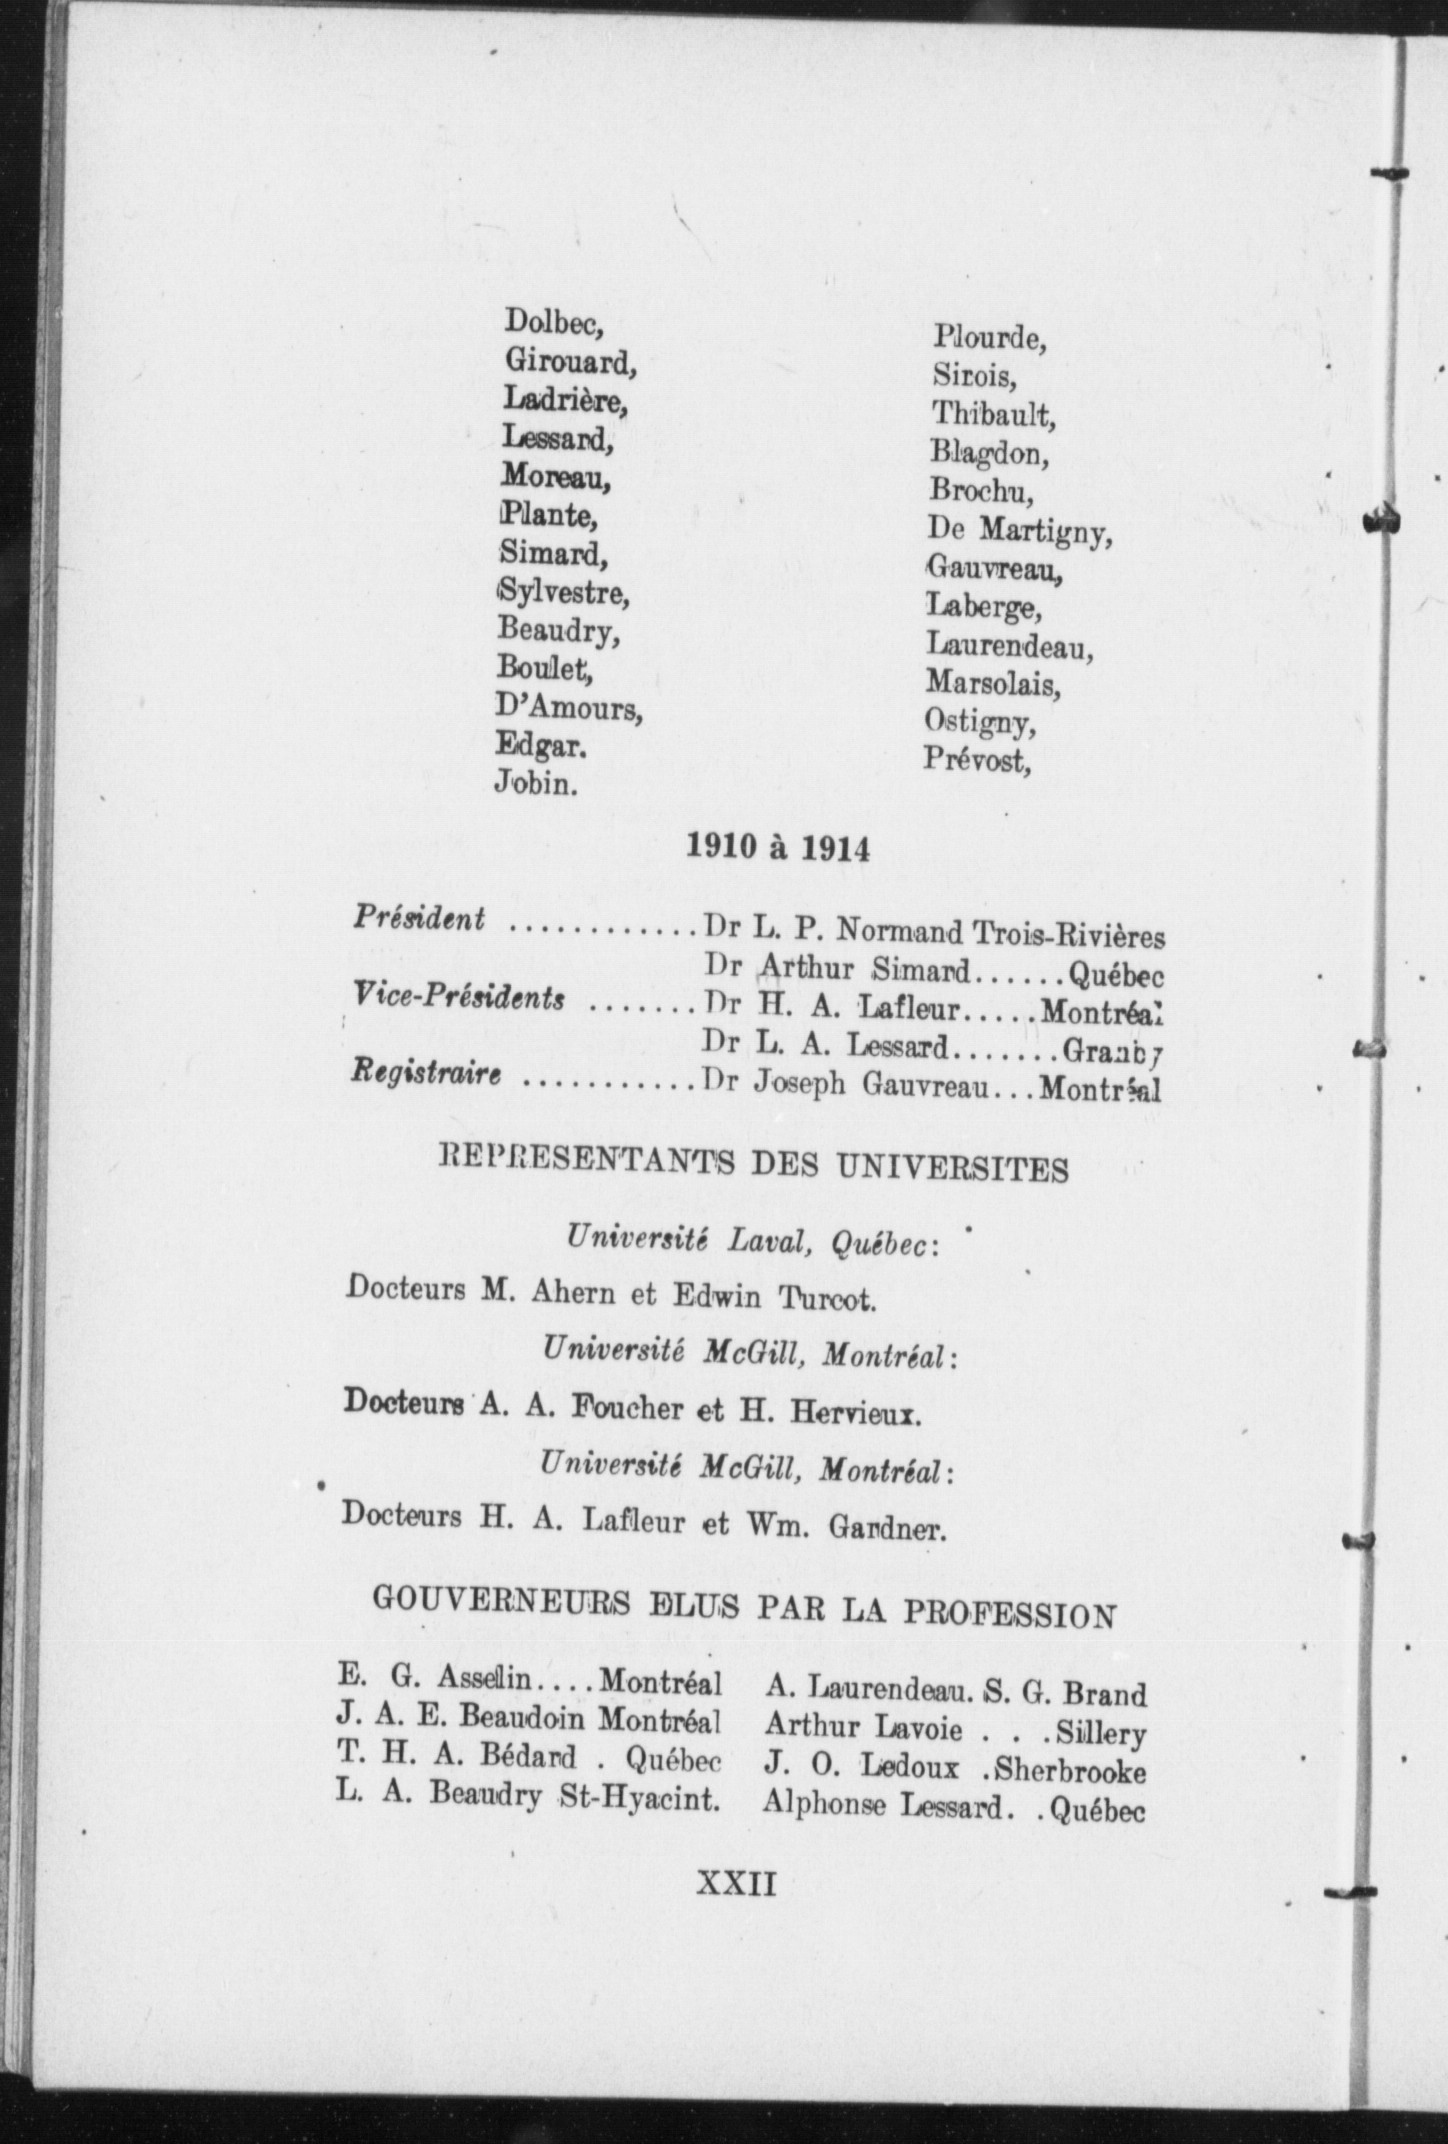 Dolbec,
Girouard,
Ladrière,
Lessard,
Moreau,
Plante,
Simard,
Sylvestre,
Beaudry,
Boulet,
D'Amours,
Edgar.
Jobin.
Plourde,
Sirois,
Thibault,
Blagdon,
Brochu,
De Martigny,
Gauvreau,
Laberge,
Laurendeau,
Marsolais,
Ostigny,
Prévost,
1910 à 1914
Président ............Dr L. P. Normand Trois-Rivières
Dr Arthur Simard......Québec
Vice-Présidents .......Dr H. A. Lafleur.....Montréal
Dr L. A. Lessard.......Granby
Registraire ...........Dr Joseph Gauvreau...Montréal
REPRESENTANTS DES UNIVERSITES
Université Laval, Québec:
Docteurs M. Ahern et Edwin Turcot.
Université McGill, Montréal:
Docteurs A. A. Foucher et H. Hervieux.
Université McGill, Montréal:
Docteurs H. A. Lafleur et Wm. Gardner.
GOUVERNEURS ELUS PAR LA PROFESSION
E. G. Asselin....Montréal
J. A. E. Beaudoin Montréal
T. H. A. Bédard . Québec
L. A. Beaudry St-Hyacint.
A. Laurendeau. S. G. Brand
Arthur Lavoie . . .Sillery
J. O. Ledoux .Sherbrooke
Alphonse Lessard. .Québec
XXII